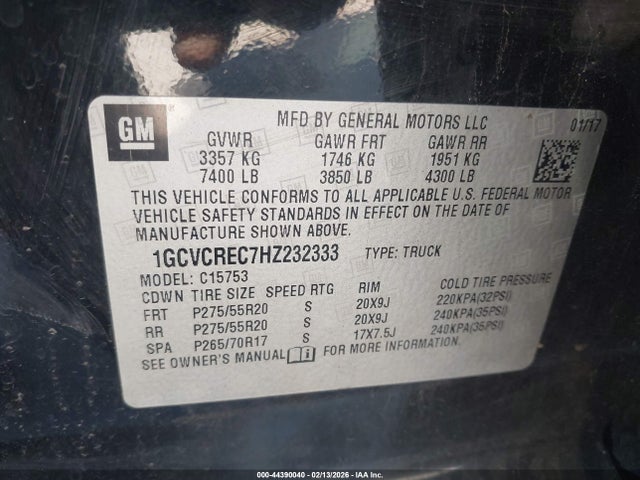 GM
MFD BY GENERAL MOTORS LLC 01/17
GVWR GAWR FRT GAWR RR
3357 KG 1746 KG 1951 KG
7400 LB 3850 LB 4300 LB
THIS VEHICLE CONFORMS TO ALL APPLICABLE U.S. FEDERAL MOTOR
VEHICLE SAFETY STANDARDS IN EFFECT ON THE DATE OF
MANUFACTURE SHOWN ABOVE.
1GCVCREC7HZ232333 TYPE: TRUCK
MODEL: C15753
CDWN TIRE SIZE SPEED RTG RIM COLD TIRE PRESSURE
FRT P275/55R20 S 20X9J 220KPA(32PSI)
RR P275/55R20 S 20X9J 240KPA(35PSI)
SPA P265/70R17 S 17X7.5J 240KPA(35PSI)
SEE OWNER'S MANUAL FOR MORE INFORMATION.
000-44390040 - 02/13/2026 - IAA Inc.